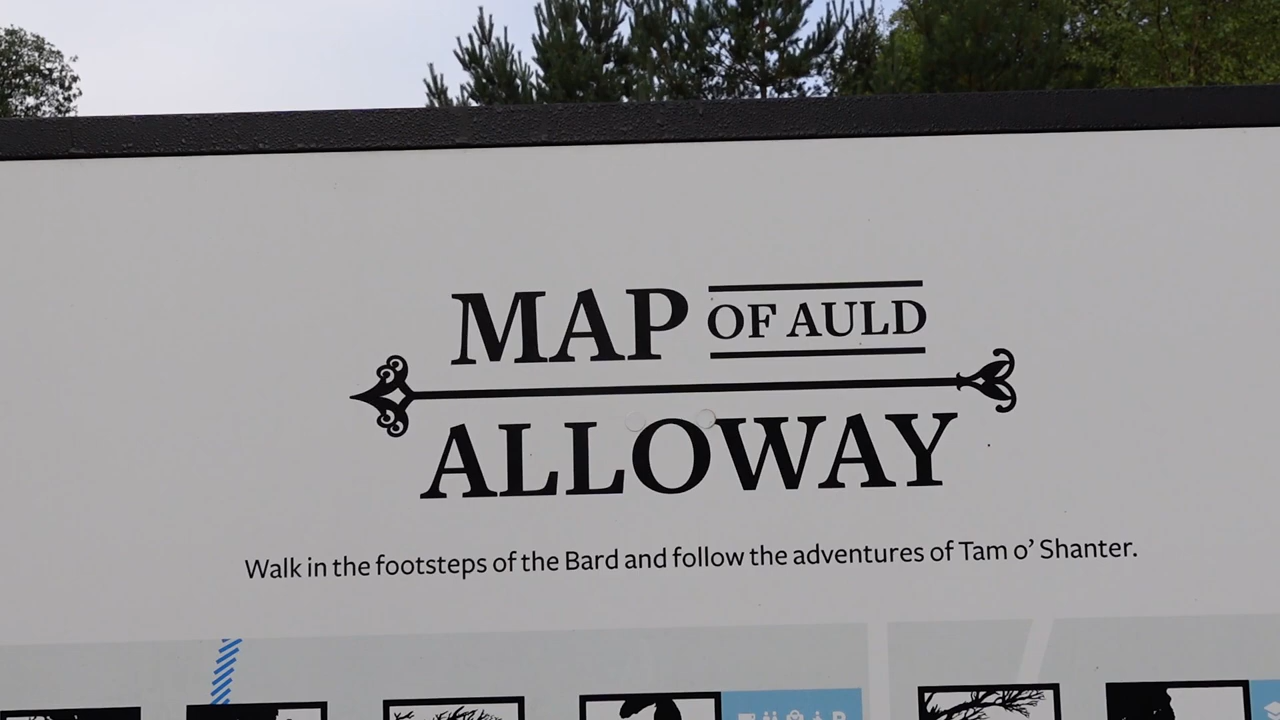 MAP OF AULD
ALLOWAY
Walk in the footsteps of the Bard and follow the adventures of Tam o’ Shanter.